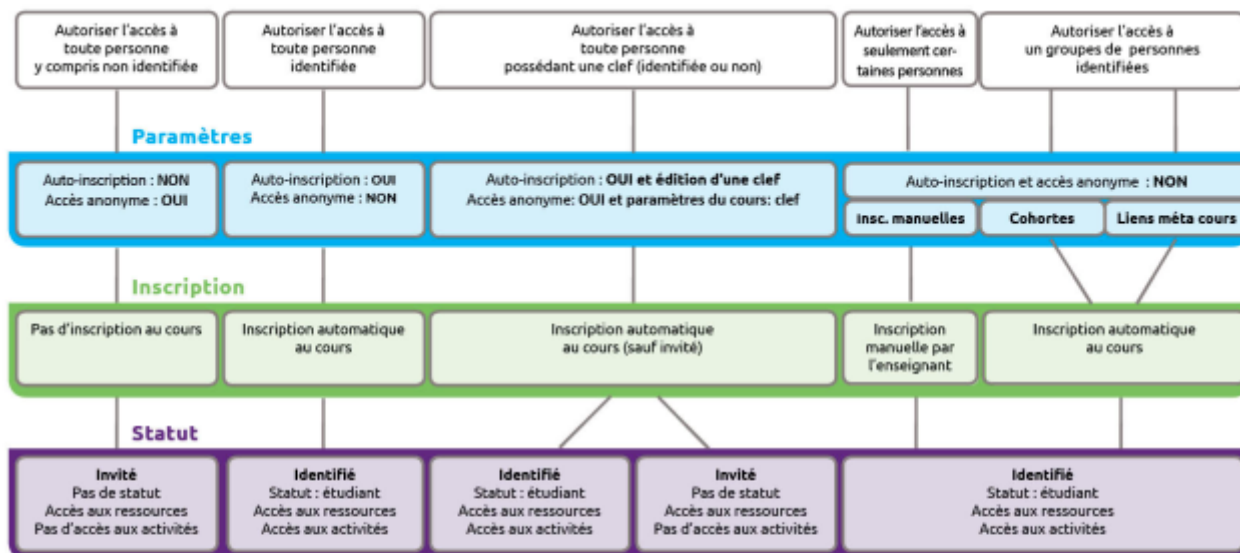 Autoriser l'accès à
toute personne
y compris non identifiée
Autoriser l'accès à
toute personne
identifiée
Autoriser l'accès à
toute personne
possédant une clef (identifiée ou non)
Autoriser l'accès à
seulement cer-
taines personnes
Autoriser l'accès à
un groupes de personnes
identifiées
Paramètres
Auto-inscription : NON
Accès anonyme : OUI
Auto-inscription : OUI
Accès anonyme : NON
Auto-inscription : OUI et édition d'une clef
Accès anonyme: OUI et paramètres du cours: clef
Auto-inscription et accès anonyme : NON
Insc. manuelles
Cohortes
Liens méta cours
Inscription
Pas d'inscription au cours
Inscription automatique
au cours
Inscription automatique
au cours (sauf invité)
Inscription
manuelle par
l'enseignant
Inscription automatique
au cours
Statut
Invité
Pas de statut
Accès aux ressources
Pas d'accès aux activités
Identifié
Statut : étudiant
Accès aux ressources
Accès aux activités
Identifié
Statut : étudiant
Accès aux ressources
Accès aux activités
Invité
Pas de statut
Accès aux ressources
Pas d'accès aux activités
Identifié
Statut : étudiant
Accès aux ressources
Accès aux activités